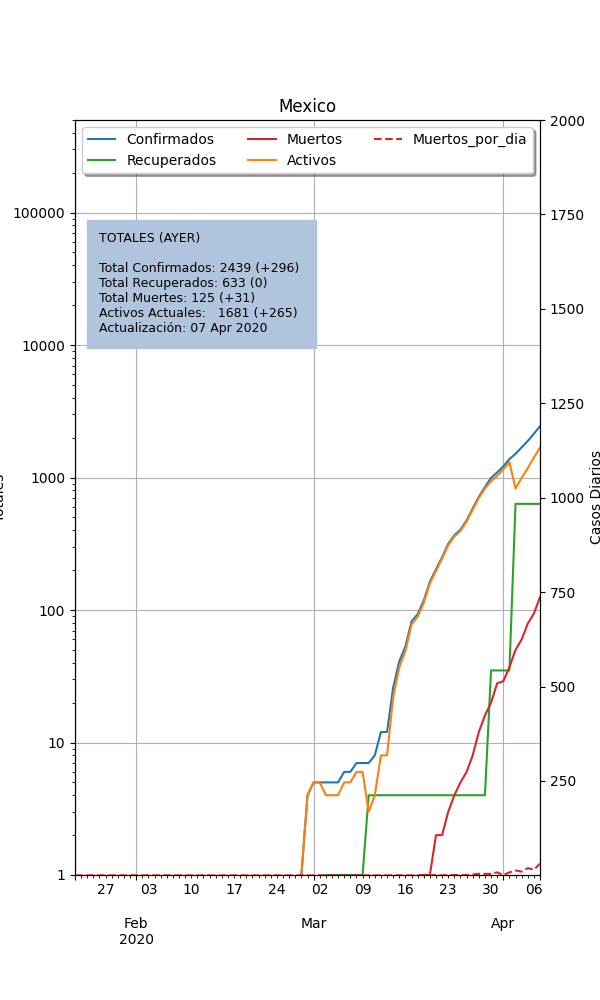 Mexico
Confirmados
Recuperados
Muertos
Activos
Muertos_por_dia
TOTALES (AYER)
Total Confirmados: 2439 (+296)
Total Recuperados: 633 (0)
Total Muertes: 125 (+31)
Activos Actuales: 1681 (+265)
Actualización: 07 Apr 2020
100000
10000
1000
100
10
1
2000
1750
1500
1250
1000
750
500
250
Casos Diarios
27 03 10 17 24 02 09 16 23 30 06
Feb Mar Apr
2020